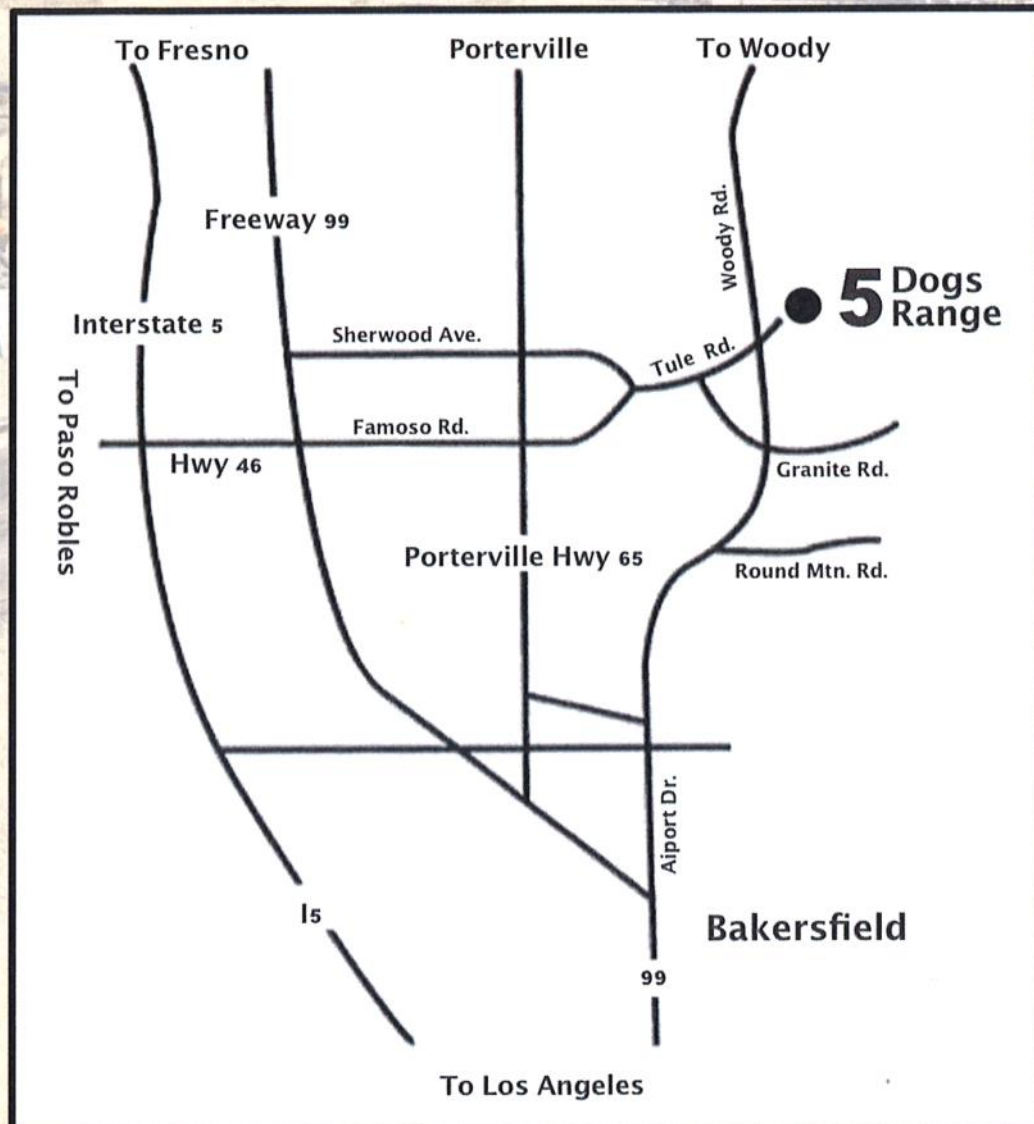 To Fresno
Porterville
To Woody
Freeway 99
Woody Rd.
5 Dogs
Range
Interstate 5
Sherwood Ave.
Tule Rd.
To Paso Robles
Famoso Rd.
Hwy 46
Granite Rd.
Porterville Hwy 65
Round Mtn. Rd.
Aiport Dr.
I5
Bakersfield
99
To Los Angeles